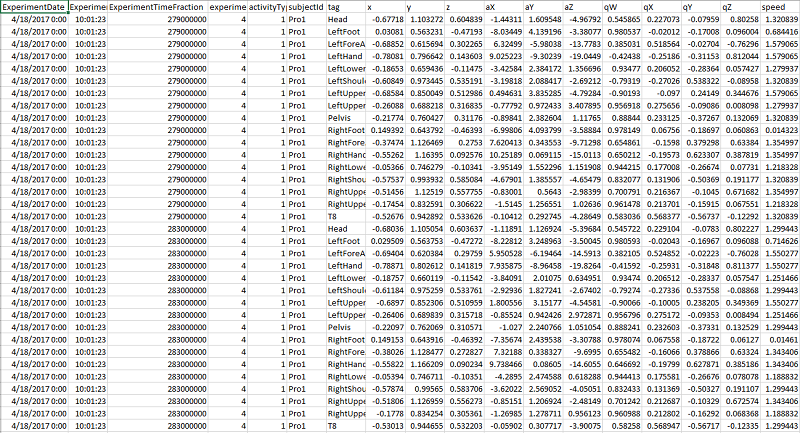 ExperimentDate Experimen ExperimentTimeFraction experime activityTyp subjectId tag x y z aX aY aZ qW qX qY qZ speed
4/18/2017 0:00 10:01:23 279000000 4 1 Pro1 Head -0.67718 1.103272 0.604839 -1.44311 1.609548 -4.96792 0.545865 0.227073 -0.07959 0.80258 1.320839
4/18/2017 0:00 10:01:23 279000000 4 1 Pro1 LeftFoot 0.03081 0.563231 -0.47193 -8.03449 4.139196 -3.38077 0.980537 -0.0212 -0.17008 0.096004 0.684416
4/18/2017 0:00 10:01:23 279000000 4 1 Pro1 LeftForeA -0.68852 0.615694 0.302265 6.32499 -5.98038 -13.7783 0.385031 0.518564 -0.02704 -0.76296 1.579065
4/18/2017 0:00 10:01:23 279000000 4 1 Pro1 LeftHand -0.78081 0.796642 0.143603 9.025223 -9.30239 -19.0449 -0.42438 -0.25186 -0.31153 0.812044 1.579065
4/18/2017 0:00 10:01:23 279000000 4 1 Pro1 LeftLower -0.18653 0.659436 -0.11475 -3.42584 2.384172 1.356696 0.93477 0.206052 -0.28364 0.057427 1.279937
4/18/2017 0:00 10:01:23 279000000 4 1 Pro1 LeftShoul -0.60849 0.973445 0.535191 -3.19818 2.088417 -2.69212 -0.79319 -0.27026 0.538322 -0.08958 1.320839
4/18/2017 0:00 10:01:23 279000000 4 1 Pro1 LeftUpper -0.68584 0.850049 0.512986 0.494631 3.835285 -4.79284 -0.90193 -0.097 0.24149 0.344676 1.579065
4/18/2017 0:00 10:01:23 279000000 4 1 Pro1 LeftUpper -0.26088 0.688218 0.316835 -0.77792 0.972433 3.407895 0.956918 0.275656 -0.09086 0.008098 1.279937
4/18/2017 0:00 10:01:23 279000000 4 1 Pro1 Pelvis -0.21774 0.760427 0.31176 -0.89841 2.382604 1.11765 0.88844 0.233125 -0.37267 0.132069 1.320839
4/18/2017 0:00 10:01:23 279000000 4 1 Pro1 RightFoot 0.149392 0.643792 -0.46393 -6.99806 4.093799 -3.58884 0.978149 0.06756 -0.18697 0.060863 0.014323
4/18/2017 0:00 10:01:23 279000000 4 1 Pro1 RightFore -0.37474 1.126469 0.2753 7.620413 0.343553 -9.71298 0.654861 -0.1598 0.379298 0.63384 1.354997
4/18/2017 0:00 10:01:23 279000000 4 1 Pro1 RightHanc -0.55262 1.16395 0.092576 10.25189 0.069115 -15.0113 0.650212 -0.19573 0.623307 0.387819 1.354997
4/18/2017 0:00 10:01:23 279000000 4 1 Pro1 RightLowe -0.05366 0.746279 -0.10341 -3.95149 1.552296 1.151908 0.944215 0.177008 -0.26674 0.07731 1.218328
4/18/2017 0:00 10:01:23 279000000 4 1 Pro1 RightShou -0.57537 0.993932 0.585084 -4.67901 1.385557 -4.65479 0.832077 0.131906 -0.50369 0.191177 1.320839
4/18/2017 0:00 10:01:23 279000000 4 1 Pro1 RightUppe -0.51456 1.12519 0.557755 -0.83001 0.5643 -2.98399 0.700791 0.216367 -0.1045 0.671682 1.354997
4/18/2017 0:00 10:01:23 279000000 4 1 Pro1 RightUppe -0.17454 0.832591 0.306622 -1.5145 1.256551 1.02636 0.961478 0.213701 -0.15915 0.067551 1.218328
4/18/2017 0:00 10:01:23 279000000 4 1 Pro1 T8 -0.52676 0.942892 0.533626 -0.10412 0.292745 -4.28649 0.583036 0.568377 -0.56737 -0.12292 1.320839
4/18/2017 0:00 10:01:23 283000000 4 1 Pro1 Head -0.68036 1.105054 0.603637 -1.11891 1.126924 -5.39684 0.545722 0.229104 -0.0783 0.802227 1.299443
4/18/2017 0:00 10:01:23 283000000 4 1 Pro1 LeftFoot 0.029509 0.563753 -0.47272 -8.22812 3.248963 -3.50045 0.980593 -0.02043 -0.16967 0.096088 0.714626
4/18/2017 0:00 10:01:23 283000000 4 1 Pro1 LeftForeA -0.69404 0.620384 0.29759 5.950528 -6.19464 -14.5913 0.382105 0.524852 -0.02223 -0.76028 1.550277
4/18/2017 0:00 10:01:23 283000000 4 1 Pro1 LeftHand -0.78871 0.802612 0.141819 7.935875 -8.96458 -19.8264 -0.41592 -0.25931 -0.31848 0.811377 1.550277
4/18/2017 0:00 10:01:23 283000000 4 1 Pro1 LeftLower -0.18757 0.660119 -0.11542 -3.84091 2.01075 0.634951 0.93474 0.206512 -0.28337 0.057547 1.251466
4/18/2017 0:00 10:01:23 283000000 4 1 Pro1 LeftShoul -0.61184 0.975259 0.533761 -2.92936 1.827241 -2.67402 -0.79274 -0.27336 0.537558 -0.08868 1.299443
4/18/2017 0:00 10:01:23 283000000 4 1 Pro1 LeftUpper -0.6897 0.852306 0.510959 1.800556 3.15177 -4.54581 -0.90066 -0.10005 0.238205 0.349369 1.550277
4/18/2017 0:00 10:01:23 283000000 4 1 Pro1 LeftUpper -0.26406 0.689839 0.315718 -0.85524 0.942426 2.972871 0.956796 0.275172 -0.09353 0.008494 1.251466
4/18/2017 0:00 10:01:23 283000000 4 1 Pro1 Pelvis -0.22097 0.762069 0.310571 -1.027 2.240766 1.051054 0.888241 0.232603 -0.37331 0.132529 1.299443
4/18/2017 0:00 10:01:23 283000000 4 1 Pro1 RightFoot 0.149153 0.643916 -0.46392 -7.35674 2.439538 -3.30788 0.978074 0.067558 -0.18722 0.06127 0.01461
4/18/2017 0:00 10:01:23 283000000 4 1 Pro1 RightFore -0.38026 1.128477 0.272827 7.32188 0.338327 -9.6995 0.655482 -0.16066 0.378866 0.63324 1.343406
4/18/2017 0:00 10:01:23 283000000 4 1 Pro1 RightHanc -0.55822 1.166209 0.090234 9.738466 0.08605 -14.6055 0.646692 -0.19799 0.627871 0.385186 1.343406
4/18/2017 0:00 10:01:23 283000000 4 1 Pro1 RightLowe -0.05394 0.746711 -0.10351 -4.2895 2.474588 0.618288 0.944413 0.175581 -0.26676 0.078078 1.188832
4/18/2017 0:00 10:01:23 283000000 4 1 Pro1 RightShou -0.57874 0.99565 0.583706 -3.62022 2.569052 -4.05051 0.832433 0.131369 -0.50327 0.191107 1.299443
4/18/2017 0:00 10:01:23 283000000 4 1 Pro1 RightUppe -0.51806 1.126959 0.556273 -0.85151 1.206924 -2.48149 0.701242 0.212687 -0.10329 0.672574 1.343406
4/18/2017 0:00 10:01:23 283000000 4 1 Pro1 RightUppe -0.1778 0.834254 0.305361 -1.26985 1.278711 0.956123 0.960988 0.212802 -0.16292 0.068368 1.188832
4/18/2017 0:00 10:01:23 283000000 4 1 Pro1 T8 -0.53013 0.944655 0.532203 -0.05902 0.307717 -3.90075 0.58258 0.568947 -0.56717 -0.12335 1.299443